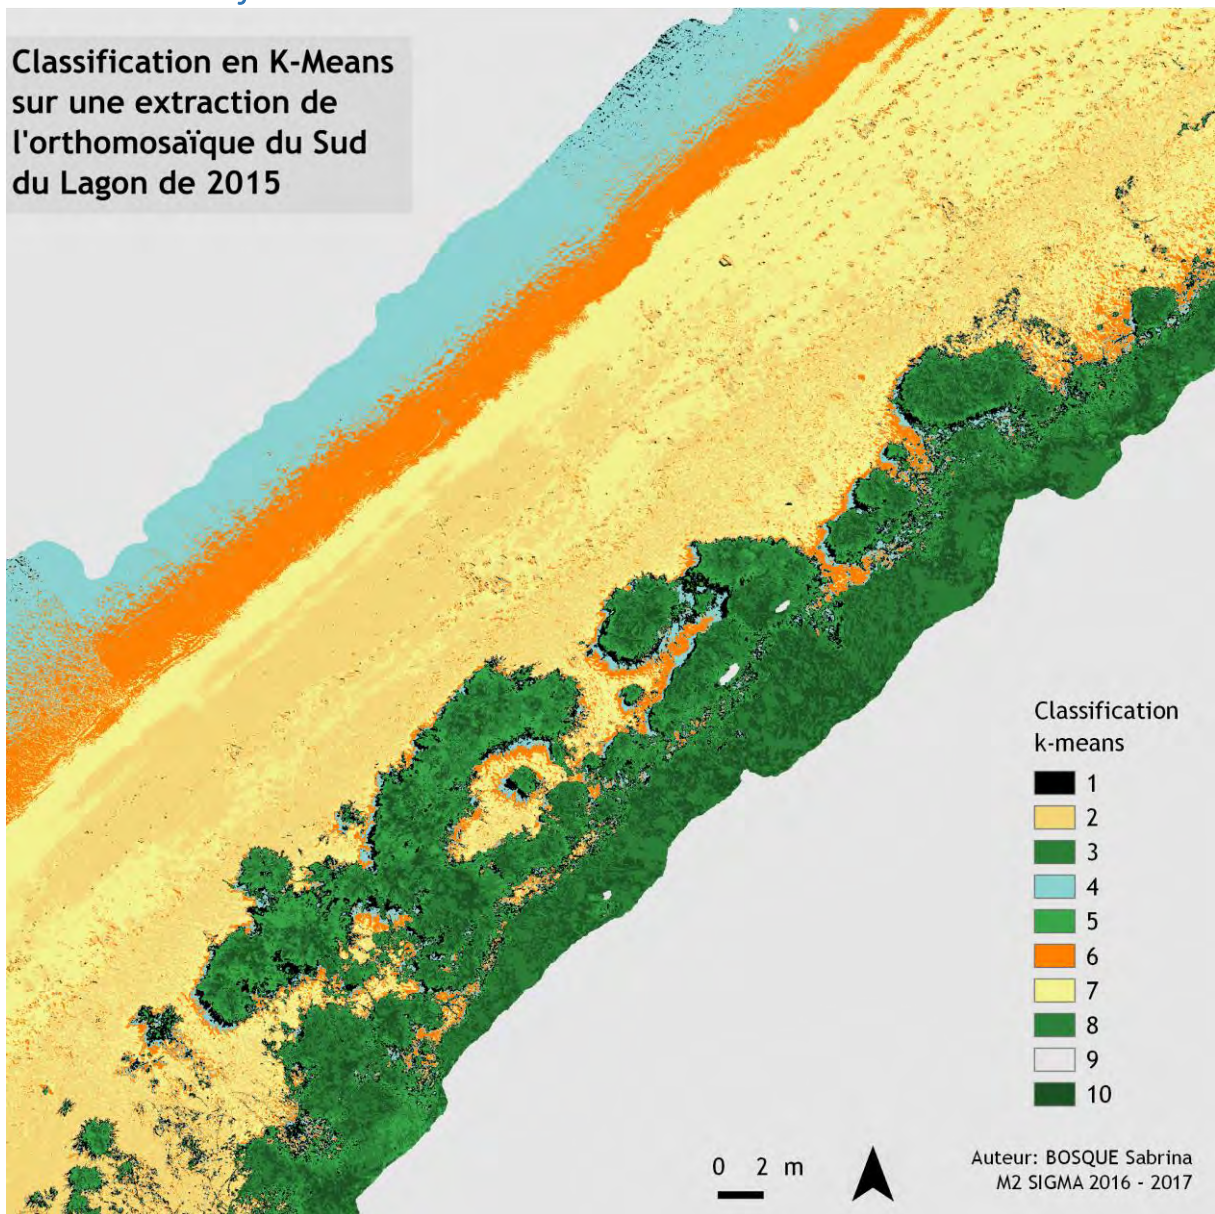 Classification en K-Means
sur une extraction de
l'orthomosaïque du Sud
du Lagon de 2015
Classification
k-means
1
2
3
4
5
6
7
8
9
10
0 2 m
Auteur: BOSQUE Sabrina
M2 SIGMA 2016 - 2017